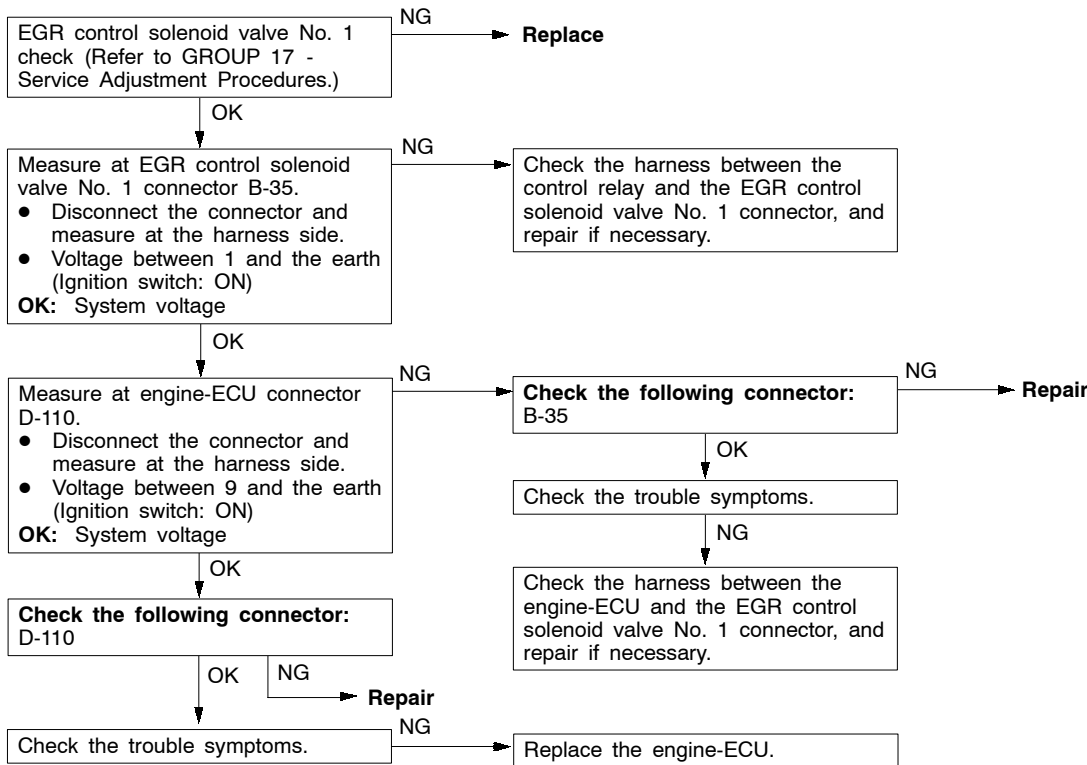 EGR control solenoid valve No. 1
check (Refer to GROUP 17 -
Service Adjustment Procedures.)
NG
Replace
OK
Measure at EGR control solenoid
valve No. 1 connector B-35.
● Disconnect the connector and
measure at the harness side.
● Voltage between 1 and the earth
(Ignition switch: ON)
OK: System voltage
NG
Check the harness between the
control relay and the EGR control
solenoid valve No. 1 connector, and
repair if necessary.
OK
Measure at engine-ECU connector
D-110.
● Disconnect the connector and
measure at the harness side.
● Voltage between 9 and the earth
(Ignition switch: ON)
OK: System voltage
NG
Check the following connector:
B-35
NG
Repair
OK
Check the trouble symptoms.
NG
Check the harness between the
engine-ECU and the EGR control
solenoid valve No. 1 connector, and
repair if necessary.
OK
Check the following connector:
D-110
OK
NG
Repair
Check the trouble symptoms.
NG
Replace the engine-ECU.